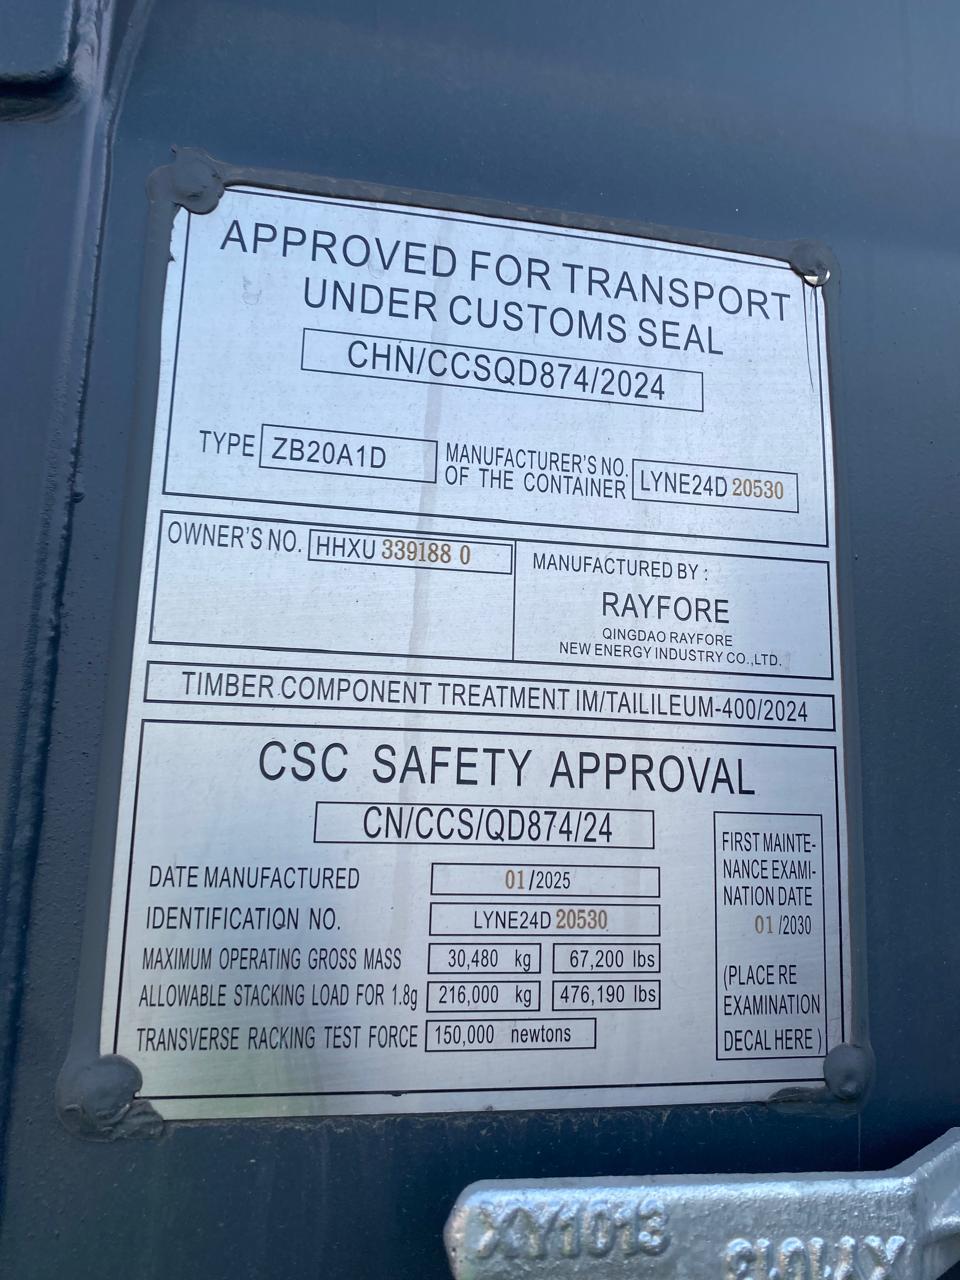 APPROVED FOR TRANSPORT
UNDER CUSTOMS SEAL
CHN/CCSQD874/2024
TYPE ZB20A1D MANUFACTURER'S NO. OF THE CONTAINER LYNE24D 20530
OWNER'S NO. HHXU 339188 0
MANUFACTURED BY :
RAYFORE
QINGDAO RAYFORE
NEW ENERGY INDUSTRY CO.,LTD.
TIMBER COMPONENT TREATMENT IM/TAILILEUM-400/2024
CSC SAFETY APPROVAL
CN/CCS/QD874/24
DATE MANUFACTURED 01/2025
IDENTIFICATION NO. LYNE24D 20530
MAXIMUM OPERATING GROSS MASS 30,480 kg 67,200 lbs
ALLOWABLE STACKING LOAD FOR 1.8g 216,000 kg 476,190 lbs
TRANSVERSE RACKING TEST FORCE 150,000 newtons
FIRST MAINTE-
NANCE EXAMI-
NATION DATE
01 /2030
(PLACE RE
EXAMINATION
DECAL HERE )
XY1013